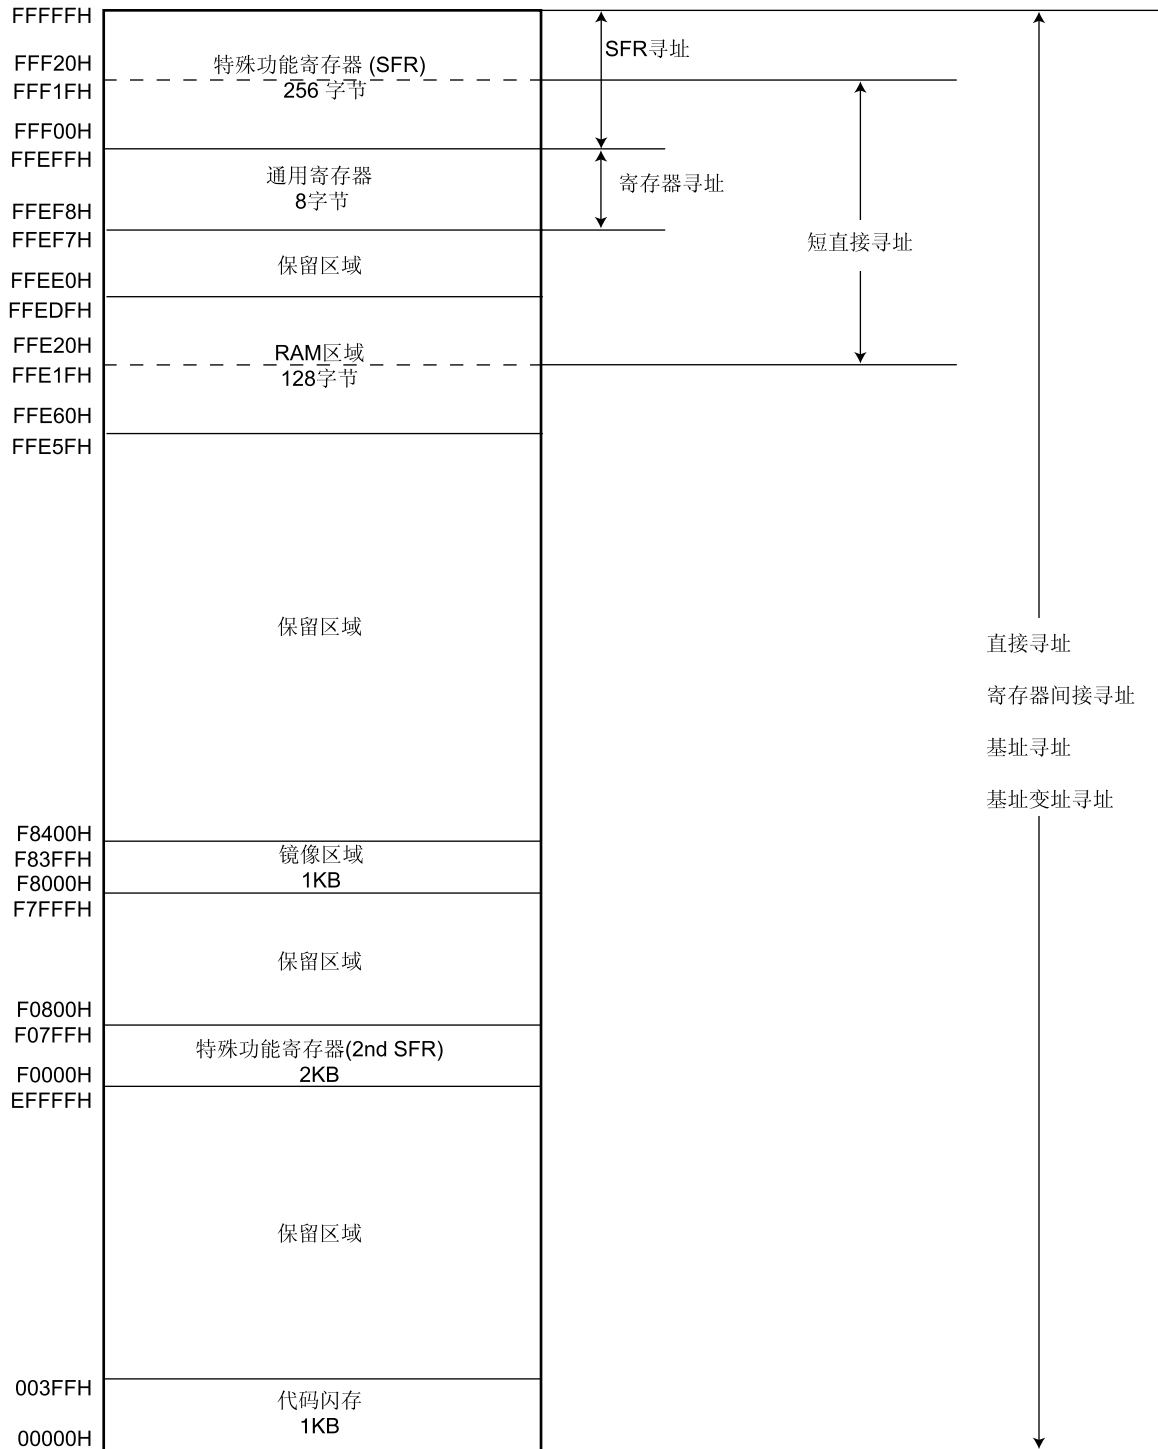 FFFFFH
SFR寻址
FFF20H
特殊功能寄存器 (SFR)
256 字节
FFF1FH
FFF00H
FFEFFH
通用寄存器
8字节
寄存器寻址
FFEF8H
FFEF7H
短直接寻址
保留区域
FFEE0H
FFEDFH
FFE20H
RAM区域
128字节
FFE1FH
FFE60H
FFE5FH
保留区域
直接寻址
寄存器间接寻址
基址寻址
基址变址寻址
F8400H
镜像区域
1KB
F83FFH
F8000H
F7FFFH
保留区域
F0800H
F07FFH
特殊功能寄存器(2nd SFR)
2KB
F0000H
EFFFFH
保留区域
003FFH
代码闪存
1KB
00000H